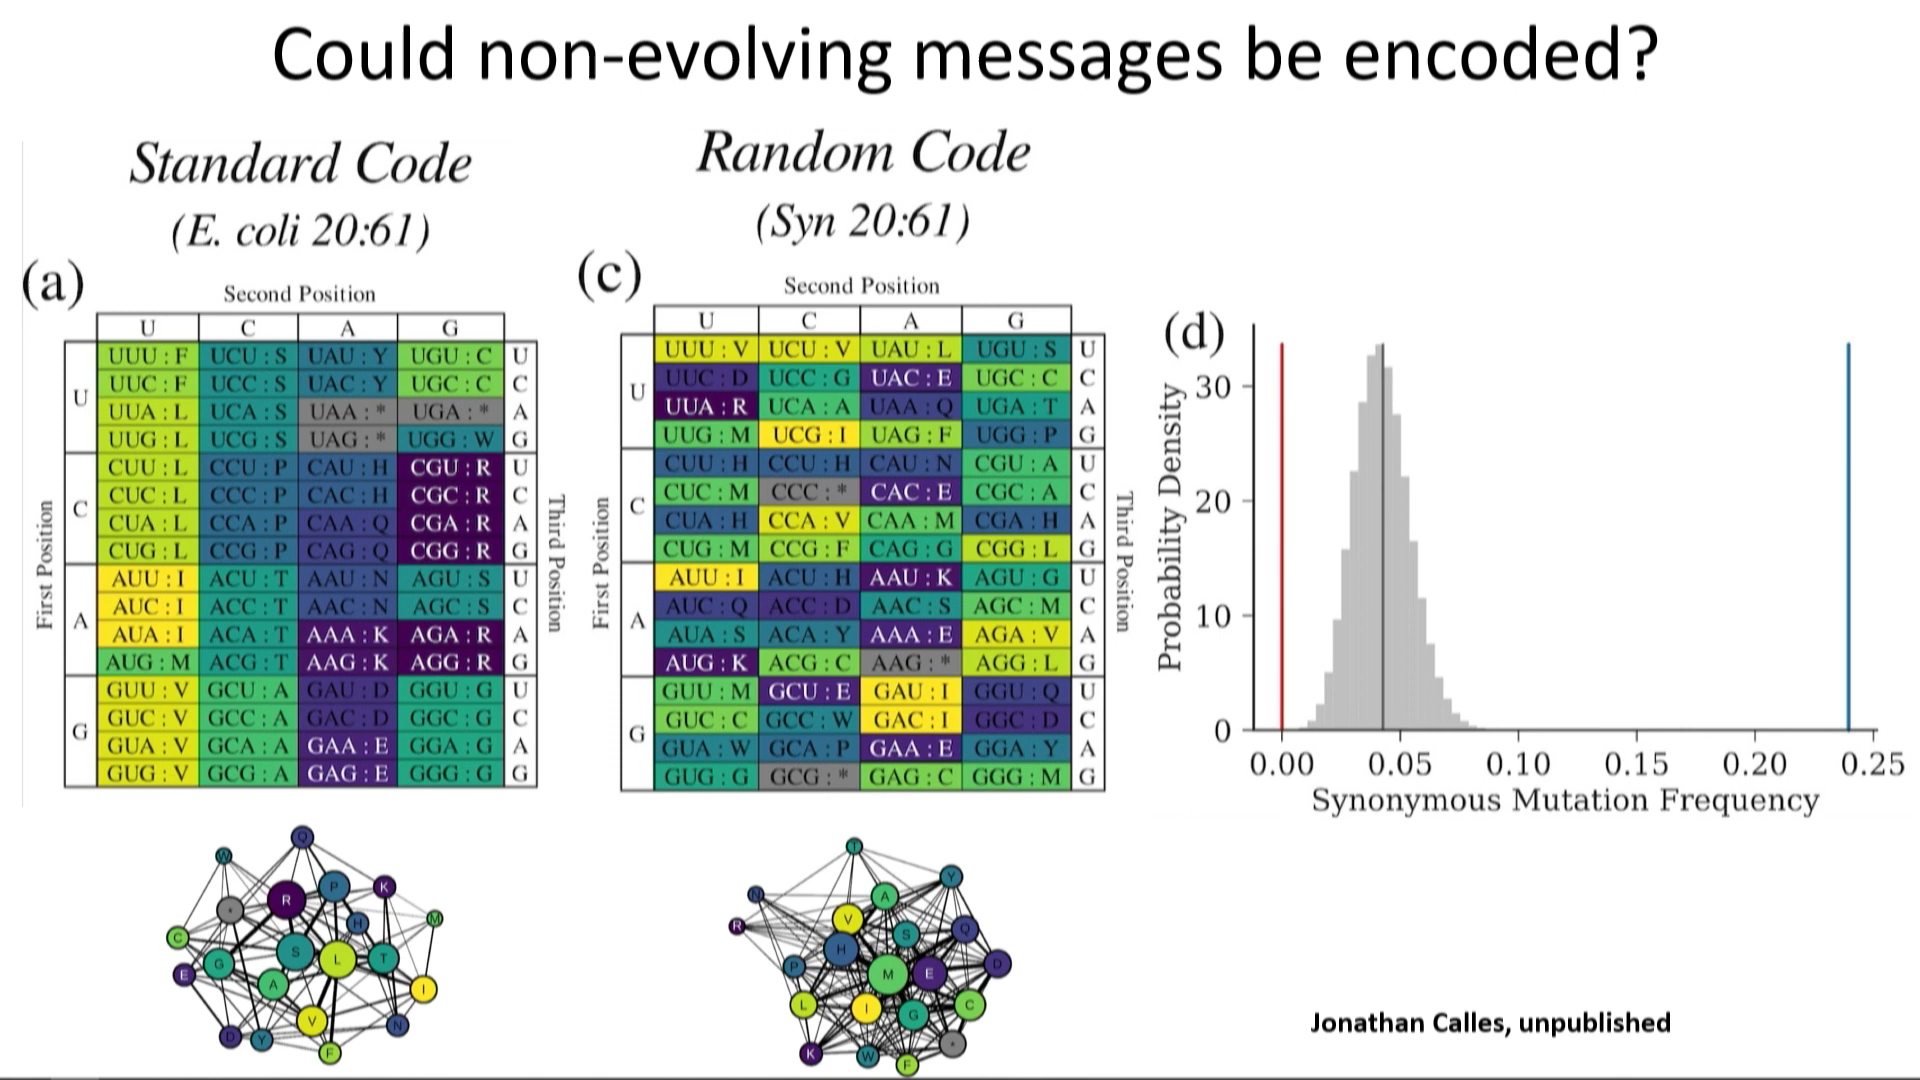 Could non-evolving messages be encoded?
Standard Code
(E. coli 20:61)
(a)
Second Position
U C A G
First Position
Third Position
U
UUU : F UCU : S UAU : Y UGU : C U
UUC : F UCC : S UAC : Y UGC : C C
UUA : L UCA : S UAA : * UGA : * A
UUG : L UCG : S UAG : * UGG : W G
C
CUU : L CCU : P CAU : H CGU : R U
CUC : L CCC : P CAC : H CGC : R C
CUA : L CCA : P CAA : Q CGA : R A
CUG : L CCG : P CAG : Q CGG : R G
A
AUU : I ACU : T AAU : N AGU : S U
AUC : I ACC : T AAC : N AGC : S C
AUA : I ACA : T AAA : K AGA : R A
AUG : M ACG : T AAG : K AGG : R G
G
GUU : V GCU : A GAU : D GGU : G U
GUC : V GCC : A GAC : D GGC : G C
GUA : V GCA : A GAA : E GGA : G A
GUG : V GCG : A GAG : E GGG : G G
Q
W
R P K
*
H M
C
S
G L T
E
A
I
V
N
D Y
F
Random Code
(Syn 20:61)
(c)
Second Position
U C A G
First Position
Third Position
U
UUU : V UCU : V UAU : L UGU : S U
UUC : D UCC : G UAC : E UGC : C C
UUA : R UCA : A UAA : Q UGA : T A
UUG : M UCG : I UAG : F UGG : P G
C
CUU : H CCU : H CAU : N CGU : A U
CUC : M CCC : * CAC : E CGC : A C
CUA : H CCA : V CAA : M CGA : H A
CUG : M CCG : F CAG : G CGG : L G
A
AUU : I ACU : H AAU : K AGU : G U
AUC : Q ACC : D AAC : S AGC : M C
AUA : S ACA : Y AAA : E AGA : V A
AUG : K ACG : C AAG : * AGG : L G
G
GUU : M GCU : E GAU : I GGU : Q U
GUC : C GCC : W GAC : I GGC : D C
GUA : W GCA : P GAA : E GGA : Y A
GUG : G GCG : * GAG : C GGG : M G
T
Y
N A
V
R S Q
H
P M E D
L I G C
K W *
F
(d)
Probability Density
30
20
10
0
0.00 0.05 0.10 0.15 0.20 0.25
Synonymous Mutation Frequency
Jonathan Calles, unpublished